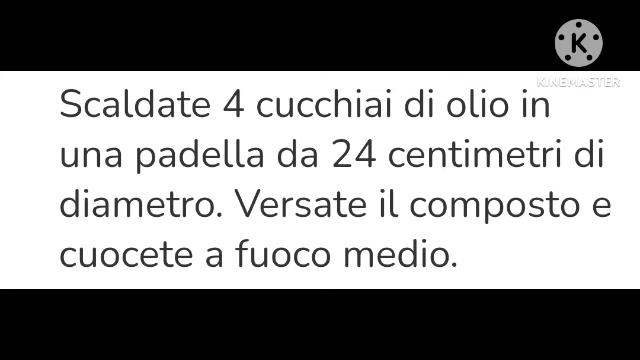 KINEMASTER
Scaldate 4 cucchiai di olio in
una padella da 24 centimetri di
diametro. Versate il composto e
cuocete a fuoco medio.